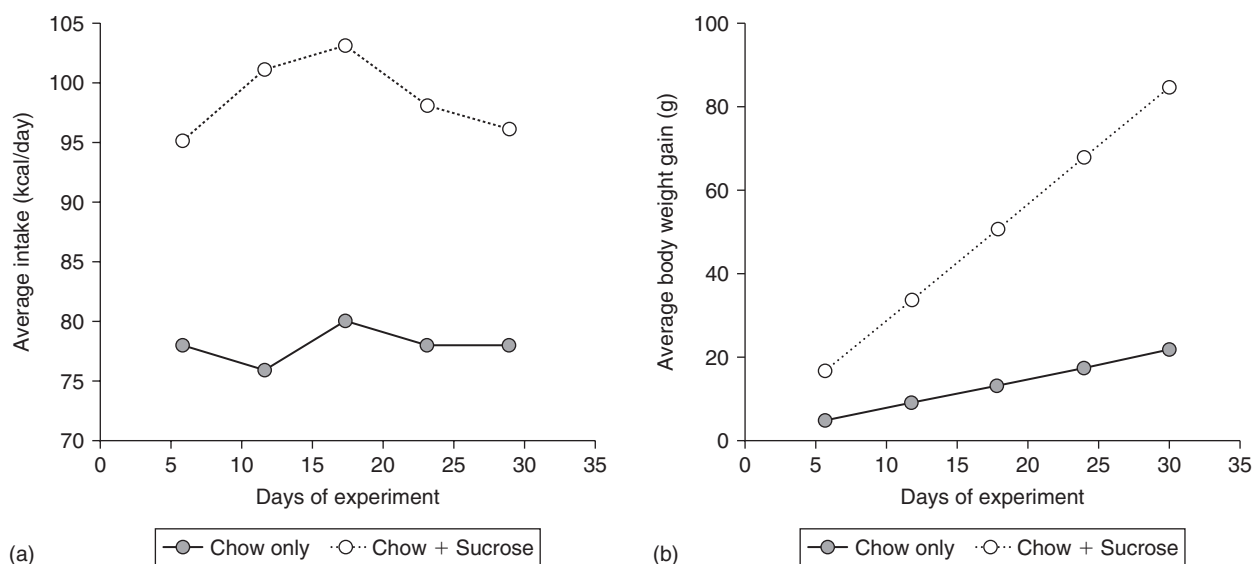 105
100
95
90
85
80
75
70
Average intake (kcal/day)
0 5 10 15 20 25 30 35
Days of experiment
(a)
Chow only Chow + Sucrose
100
80
60
40
20
0
Average body weight gain (g)
0 5 10 15 20 25 30 35
Days of experiment
(b)
Chow only Chow + Sucrose